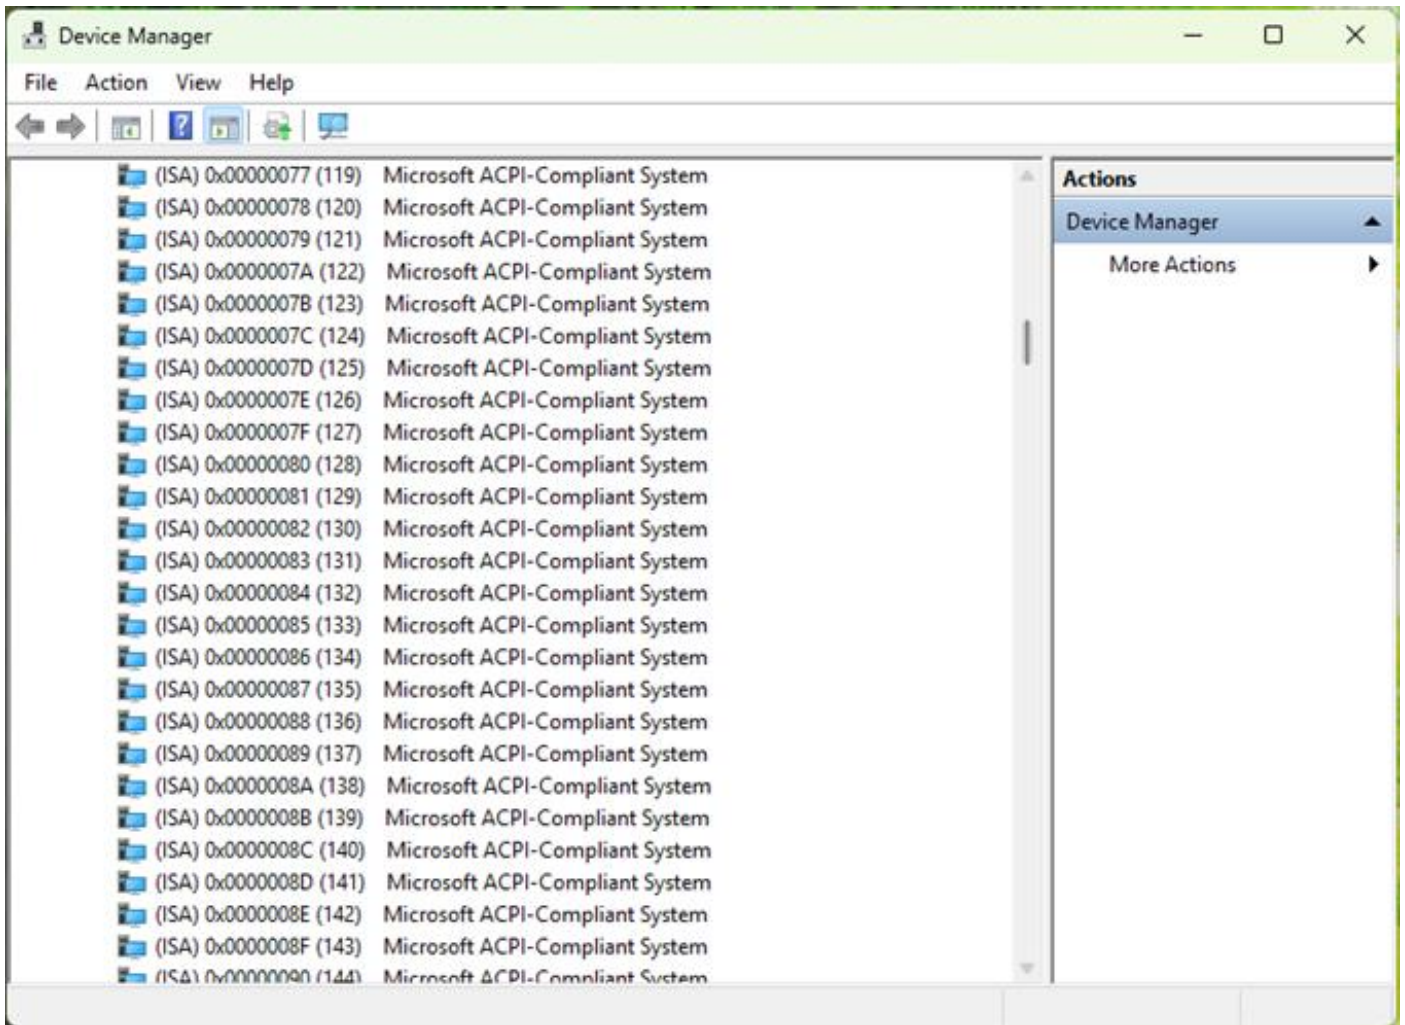 Device Manager
File Action View Help
(ISA) 0x00000077 (119) Microsoft ACPI-Compliant System
(ISA) 0x00000078 (120) Microsoft ACPI-Compliant System
(ISA) 0x00000079 (121) Microsoft ACPI-Compliant System
(ISA) 0x0000007A (122) Microsoft ACPI-Compliant System
(ISA) 0x0000007B (123) Microsoft ACPI-Compliant System
(ISA) 0x0000007C (124) Microsoft ACPI-Compliant System
(ISA) 0x0000007D (125) Microsoft ACPI-Compliant System
(ISA) 0x0000007E (126) Microsoft ACPI-Compliant System
(ISA) 0x0000007F (127) Microsoft ACPI-Compliant System
(ISA) 0x00000080 (128) Microsoft ACPI-Compliant System
(ISA) 0x00000081 (129) Microsoft ACPI-Compliant System
(ISA) 0x00000082 (130) Microsoft ACPI-Compliant System
(ISA) 0x00000083 (131) Microsoft ACPI-Compliant System
(ISA) 0x00000084 (132) Microsoft ACPI-Compliant System
(ISA) 0x00000085 (133) Microsoft ACPI-Compliant System
(ISA) 0x00000086 (134) Microsoft ACPI-Compliant System
(ISA) 0x00000087 (135) Microsoft ACPI-Compliant System
(ISA) 0x00000088 (136) Microsoft ACPI-Compliant System
(ISA) 0x00000089 (137) Microsoft ACPI-Compliant System
(ISA) 0x0000008A (138) Microsoft ACPI-Compliant System
(ISA) 0x0000008B (139) Microsoft ACPI-Compliant System
(ISA) 0x0000008C (140) Microsoft ACPI-Compliant System
(ISA) 0x0000008D (141) Microsoft ACPI-Compliant System
(ISA) 0x0000008E (142) Microsoft ACPI-Compliant System
(ISA) 0x0000008F (143) Microsoft ACPI-Compliant System
(ISA) 0x00000090 (144) Microsoft ACPI-Compliant System
Actions
Device Manager
More Actions